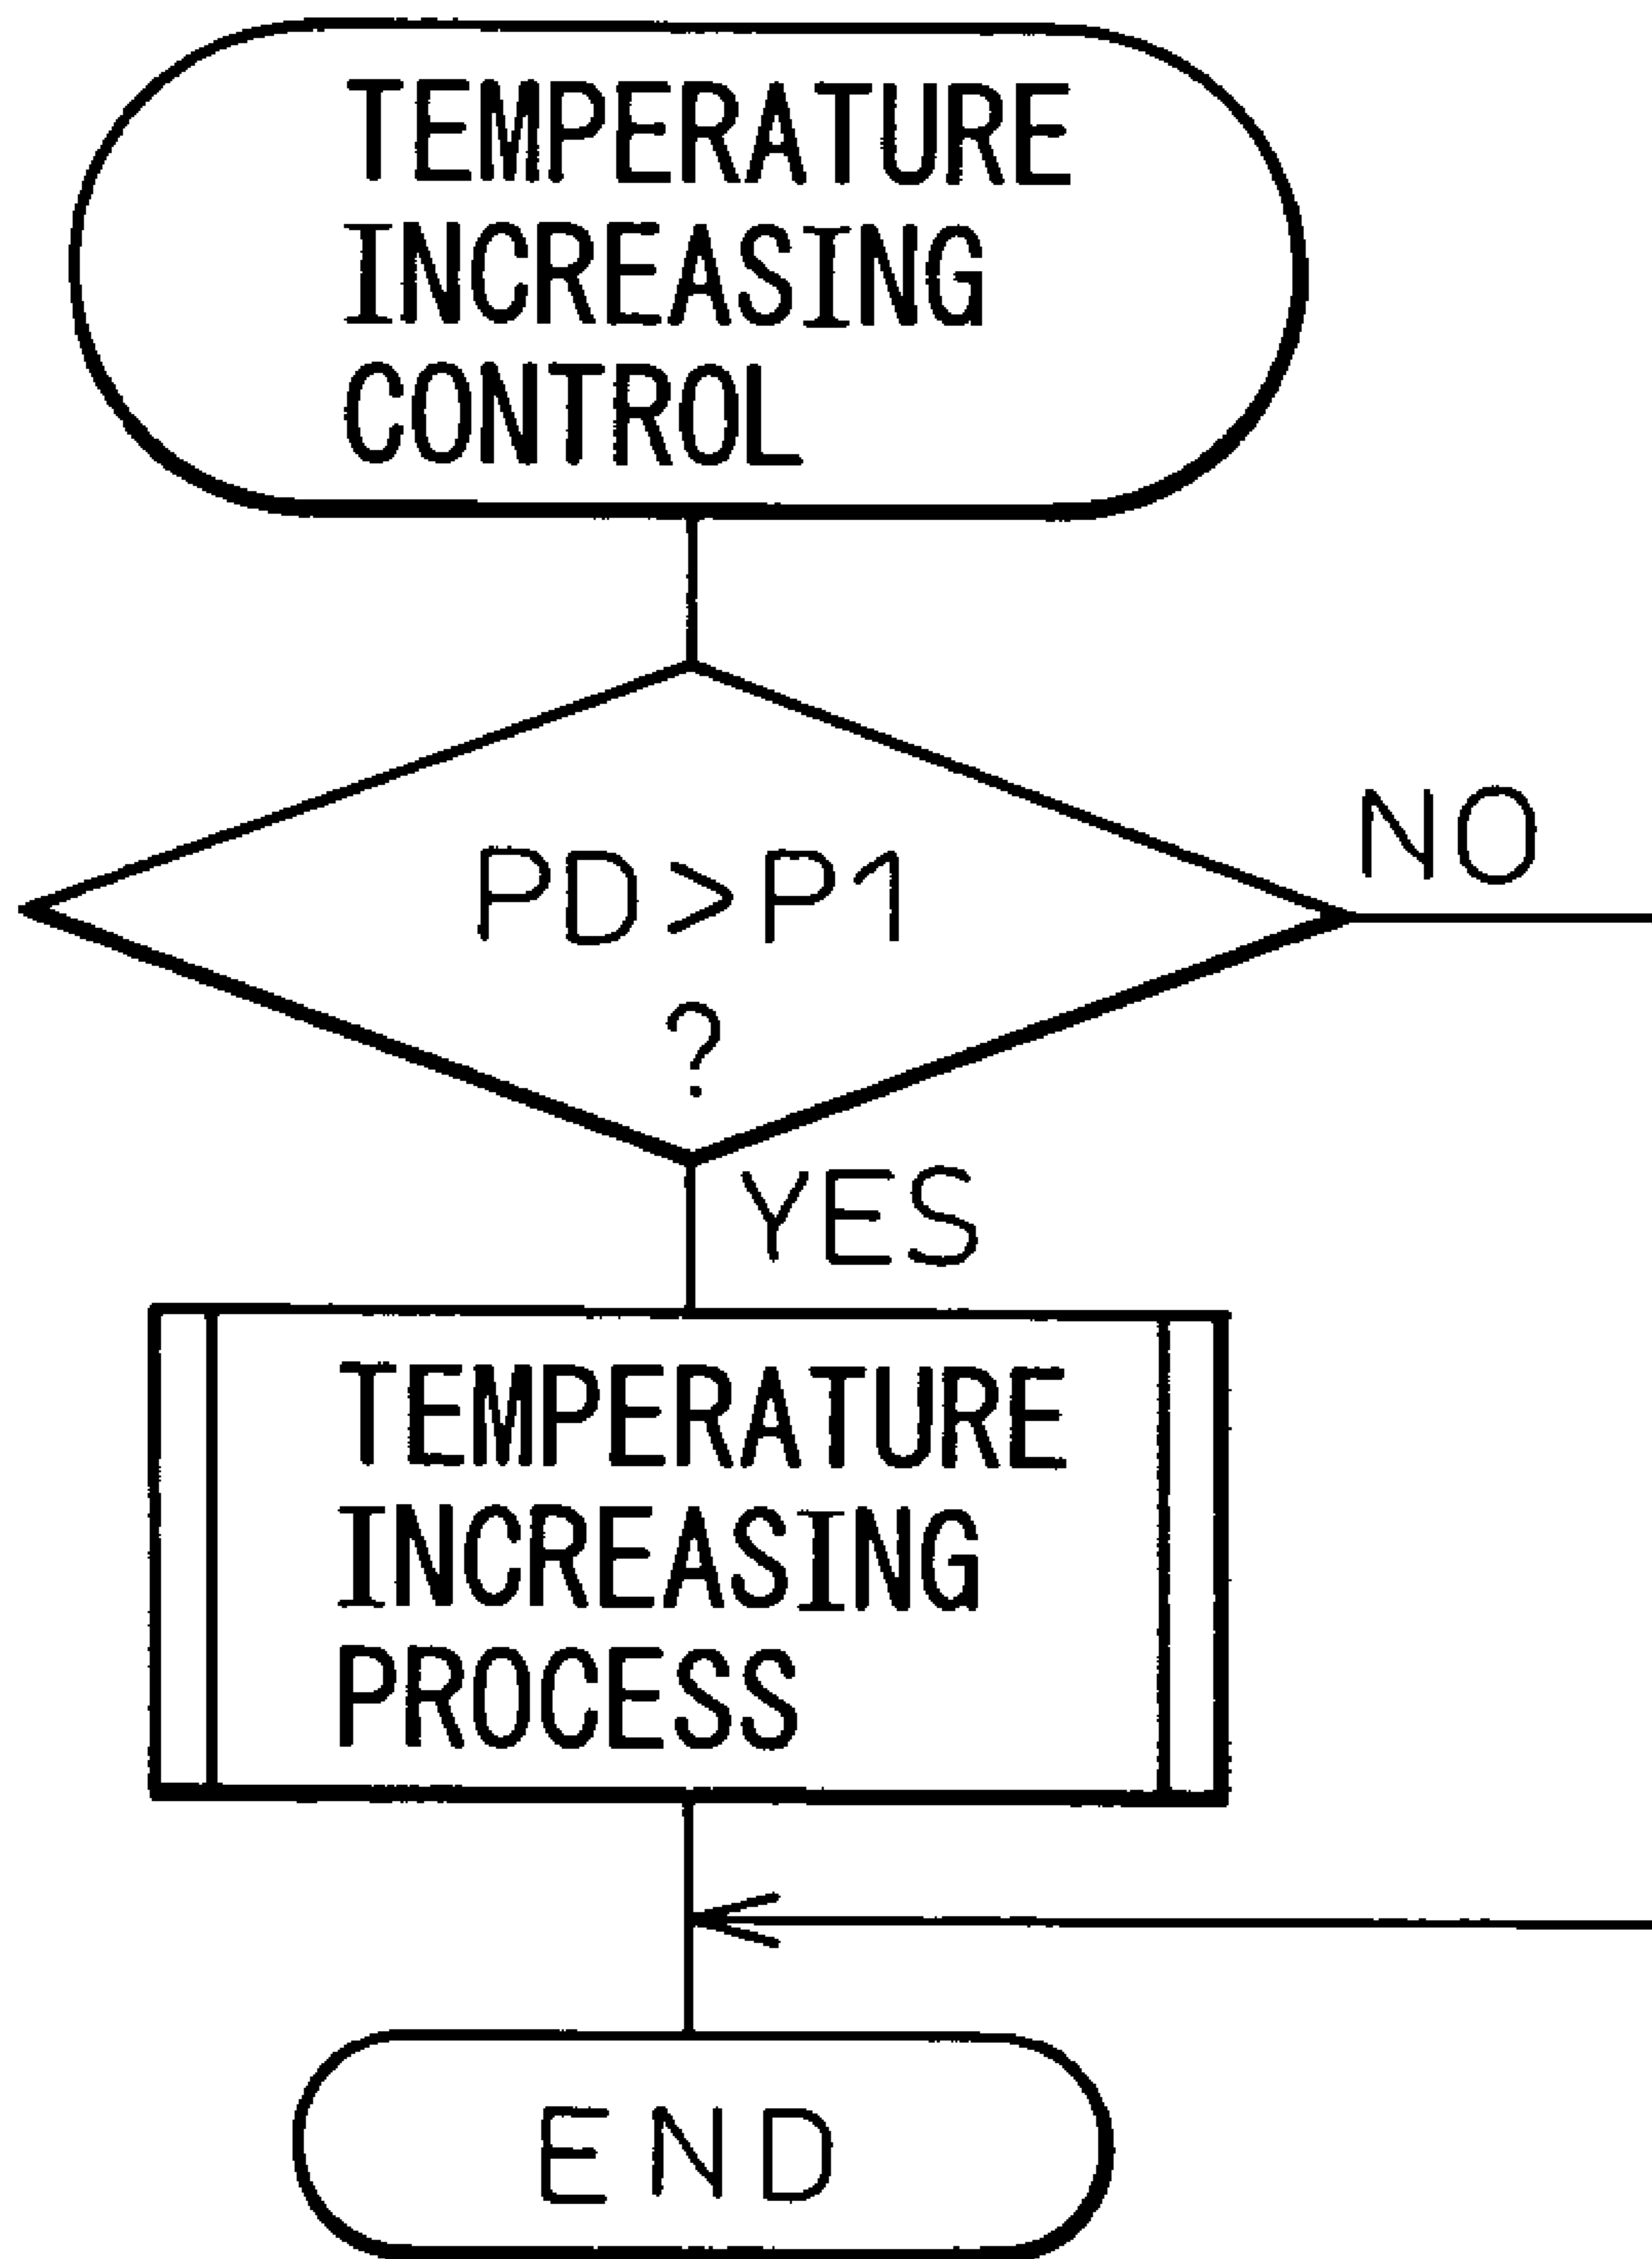 TEMPERATURE
INCREASING
CONTROL
PD>P1
?
NO
YES
TEMPERATURE
INCREASING
PROCESS
END